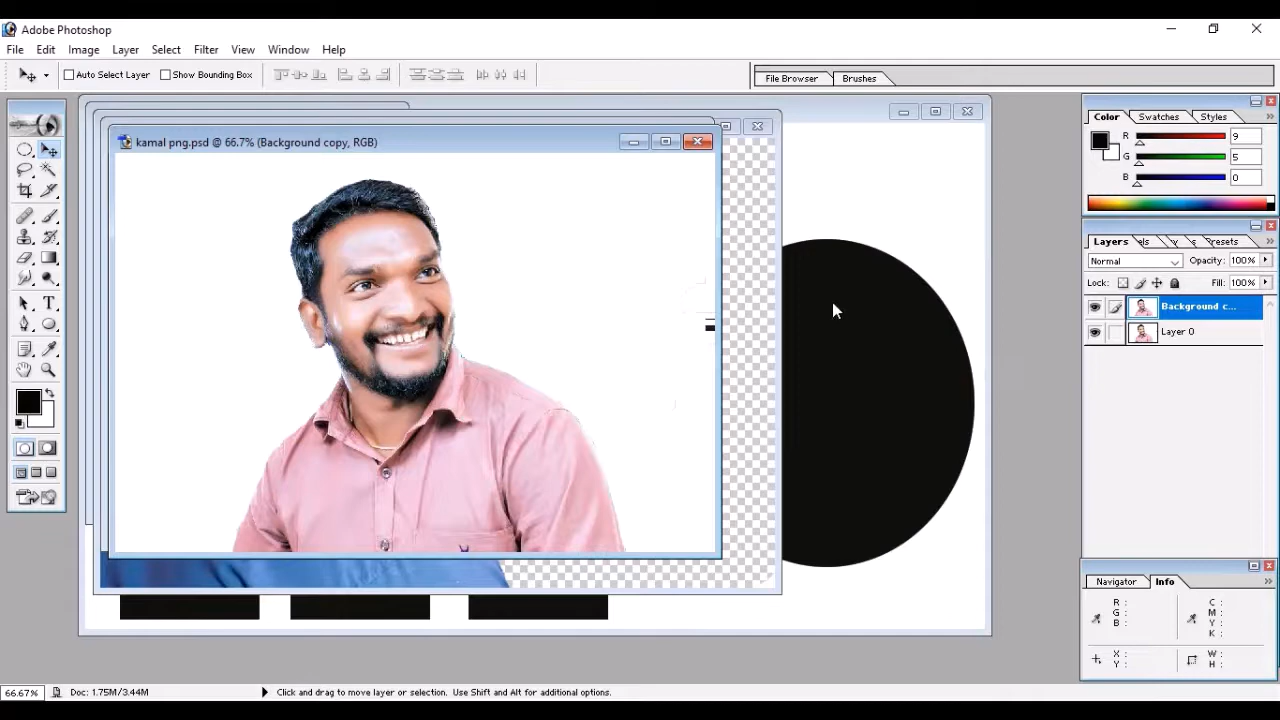 Adobe Photoshop
File Edit Image Layer Select Filter View Window Help
Auto Select Layer Show Bounding Box File Browser Brushes
kamal png.psd @ 66.7% (Background copy, RGB)
Color Swatches Styles
R 9
G 5
B 0
Layers els y s Presets
Normal Opacity: 100%
Lock: Fill: 100%
Background c...
Layer 0
Navigator Info
R : C :
G : M :
B : Y :
K :
X : W :
Y : H :
66.67% Doc: 1.75M/3.44M Click and drag to move layer or selection. Use Shift and Alt for additional options.